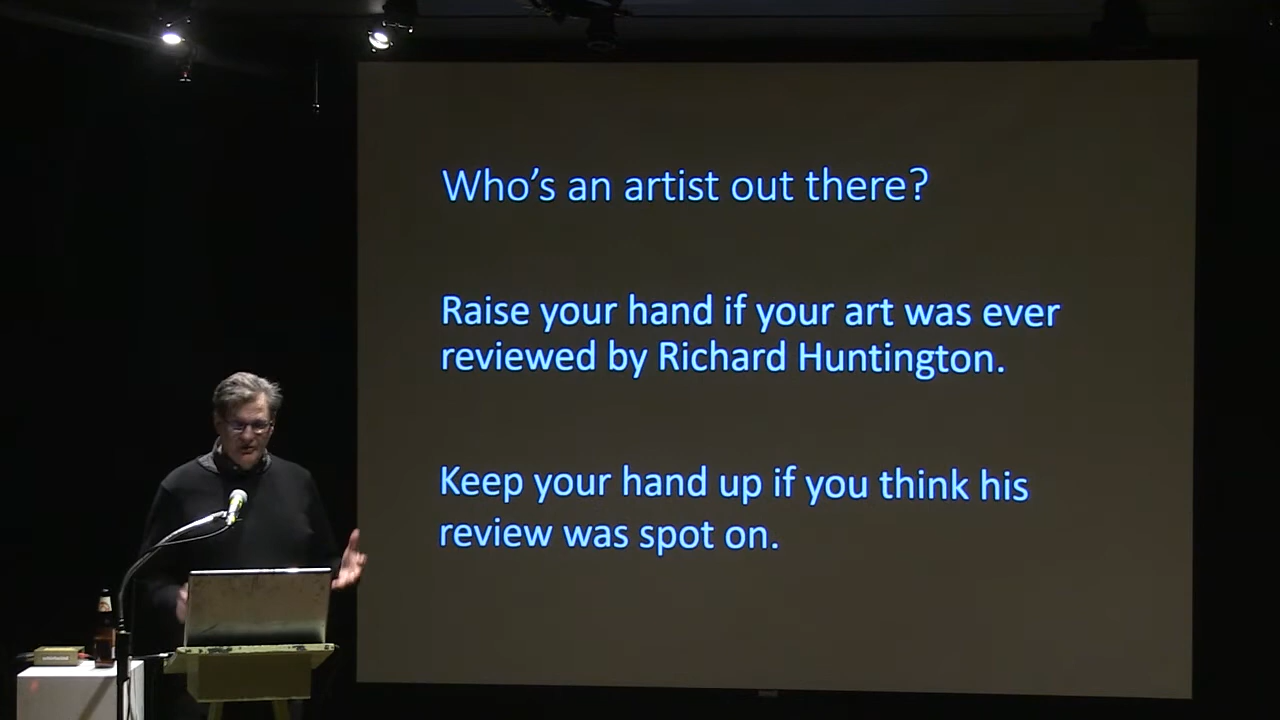 Who’s an artist out there?
Raise your hand if your art was ever
reviewed by Richard Huntington.
Keep your hand up if you think his
review was spot on.